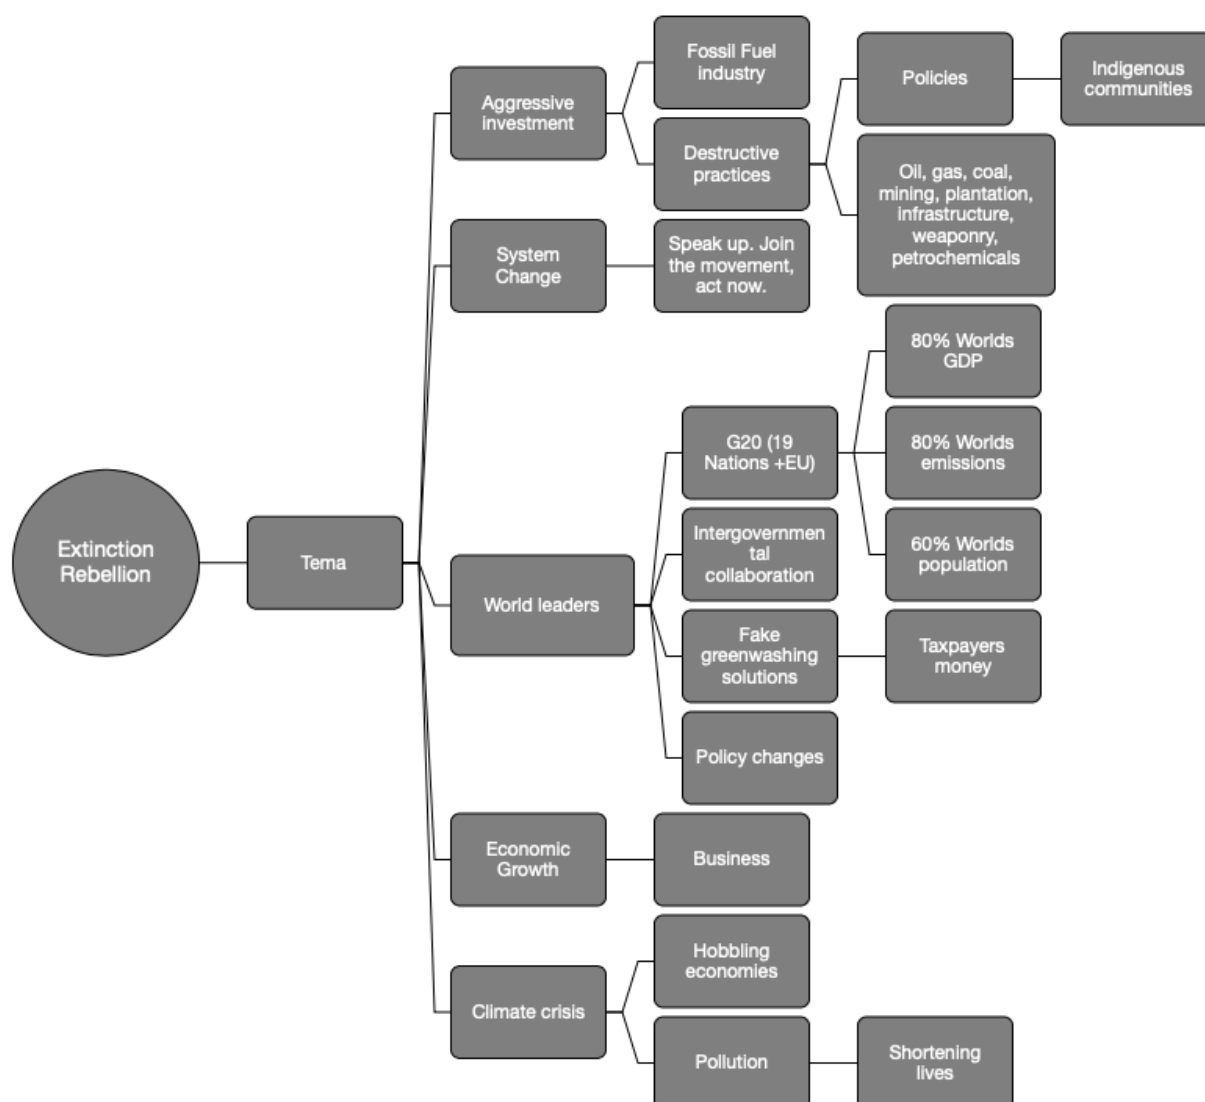 Extinction
Rebellion
Tema
Aggressive
investment
Fossil Fuel
industry
Destructive
practices
Policies
Indigenous
communities
Oil, gas, coal,
mining, plantation,
infrastructure,
weaponry,
petrochemicals
System
Change
Speak up. Join
the movement,
act now.
World leaders
G20 (19
Nations +EU)
80% Worlds
GDP
80% Worlds
emissions
60% Worlds
population
Intergovernmen
tal
collaboration
Fake
greenwashing
solutions
Taxpayers
money
Policy changes
Economic
Growth
Business
Climate crisis
Hobbling
economies
Pollution
Shortening
lives